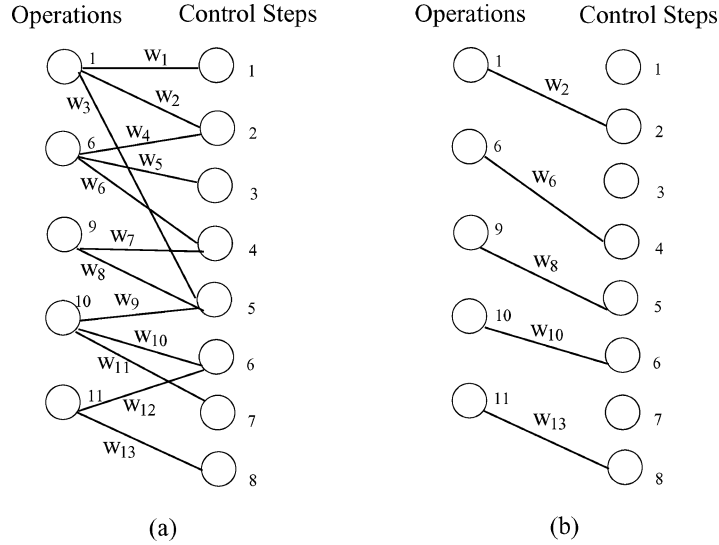 Operations Control Steps
1 W1 1
W2
W3 2
6 W4
W5
W6 3
9 W7 4
W8
10 W9 5
W10 6
W11
11 W12 7
W13
8
(a)
Operations Control Steps
1 1
W2
2
6
W6 3
4
9
W8
5
10
W10
6
11
W13 7
8
(b)